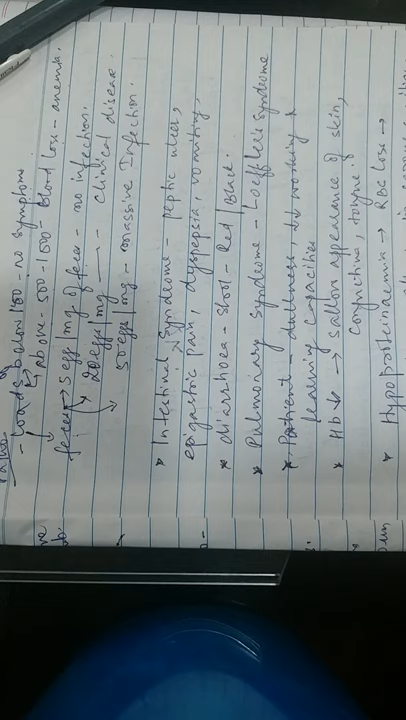 - Loads below 100 - no symptoms
↳ above - 500 - 1000 Blood loss - anemia.
feces → 5 eggs/mg of feces - no infection.
20 eggs/mg — - clinical disease.
50 eggs/mg - massive Infection.
* Intestinal Syndrome - peptic ulcer,
epigastric pain, dyspepsia, vomiting,
* diarrhoea - stool - Red/Black.
* Pulmonary Syndrome - Loeffler's Syndrome
* Patient - dullness, ↓↓ working &
learning capacities
* Hb ↓ → Sallow appearance of skin,
conjunctiva, tongue.
* Hypoproteinaemia → Rbc Loss →